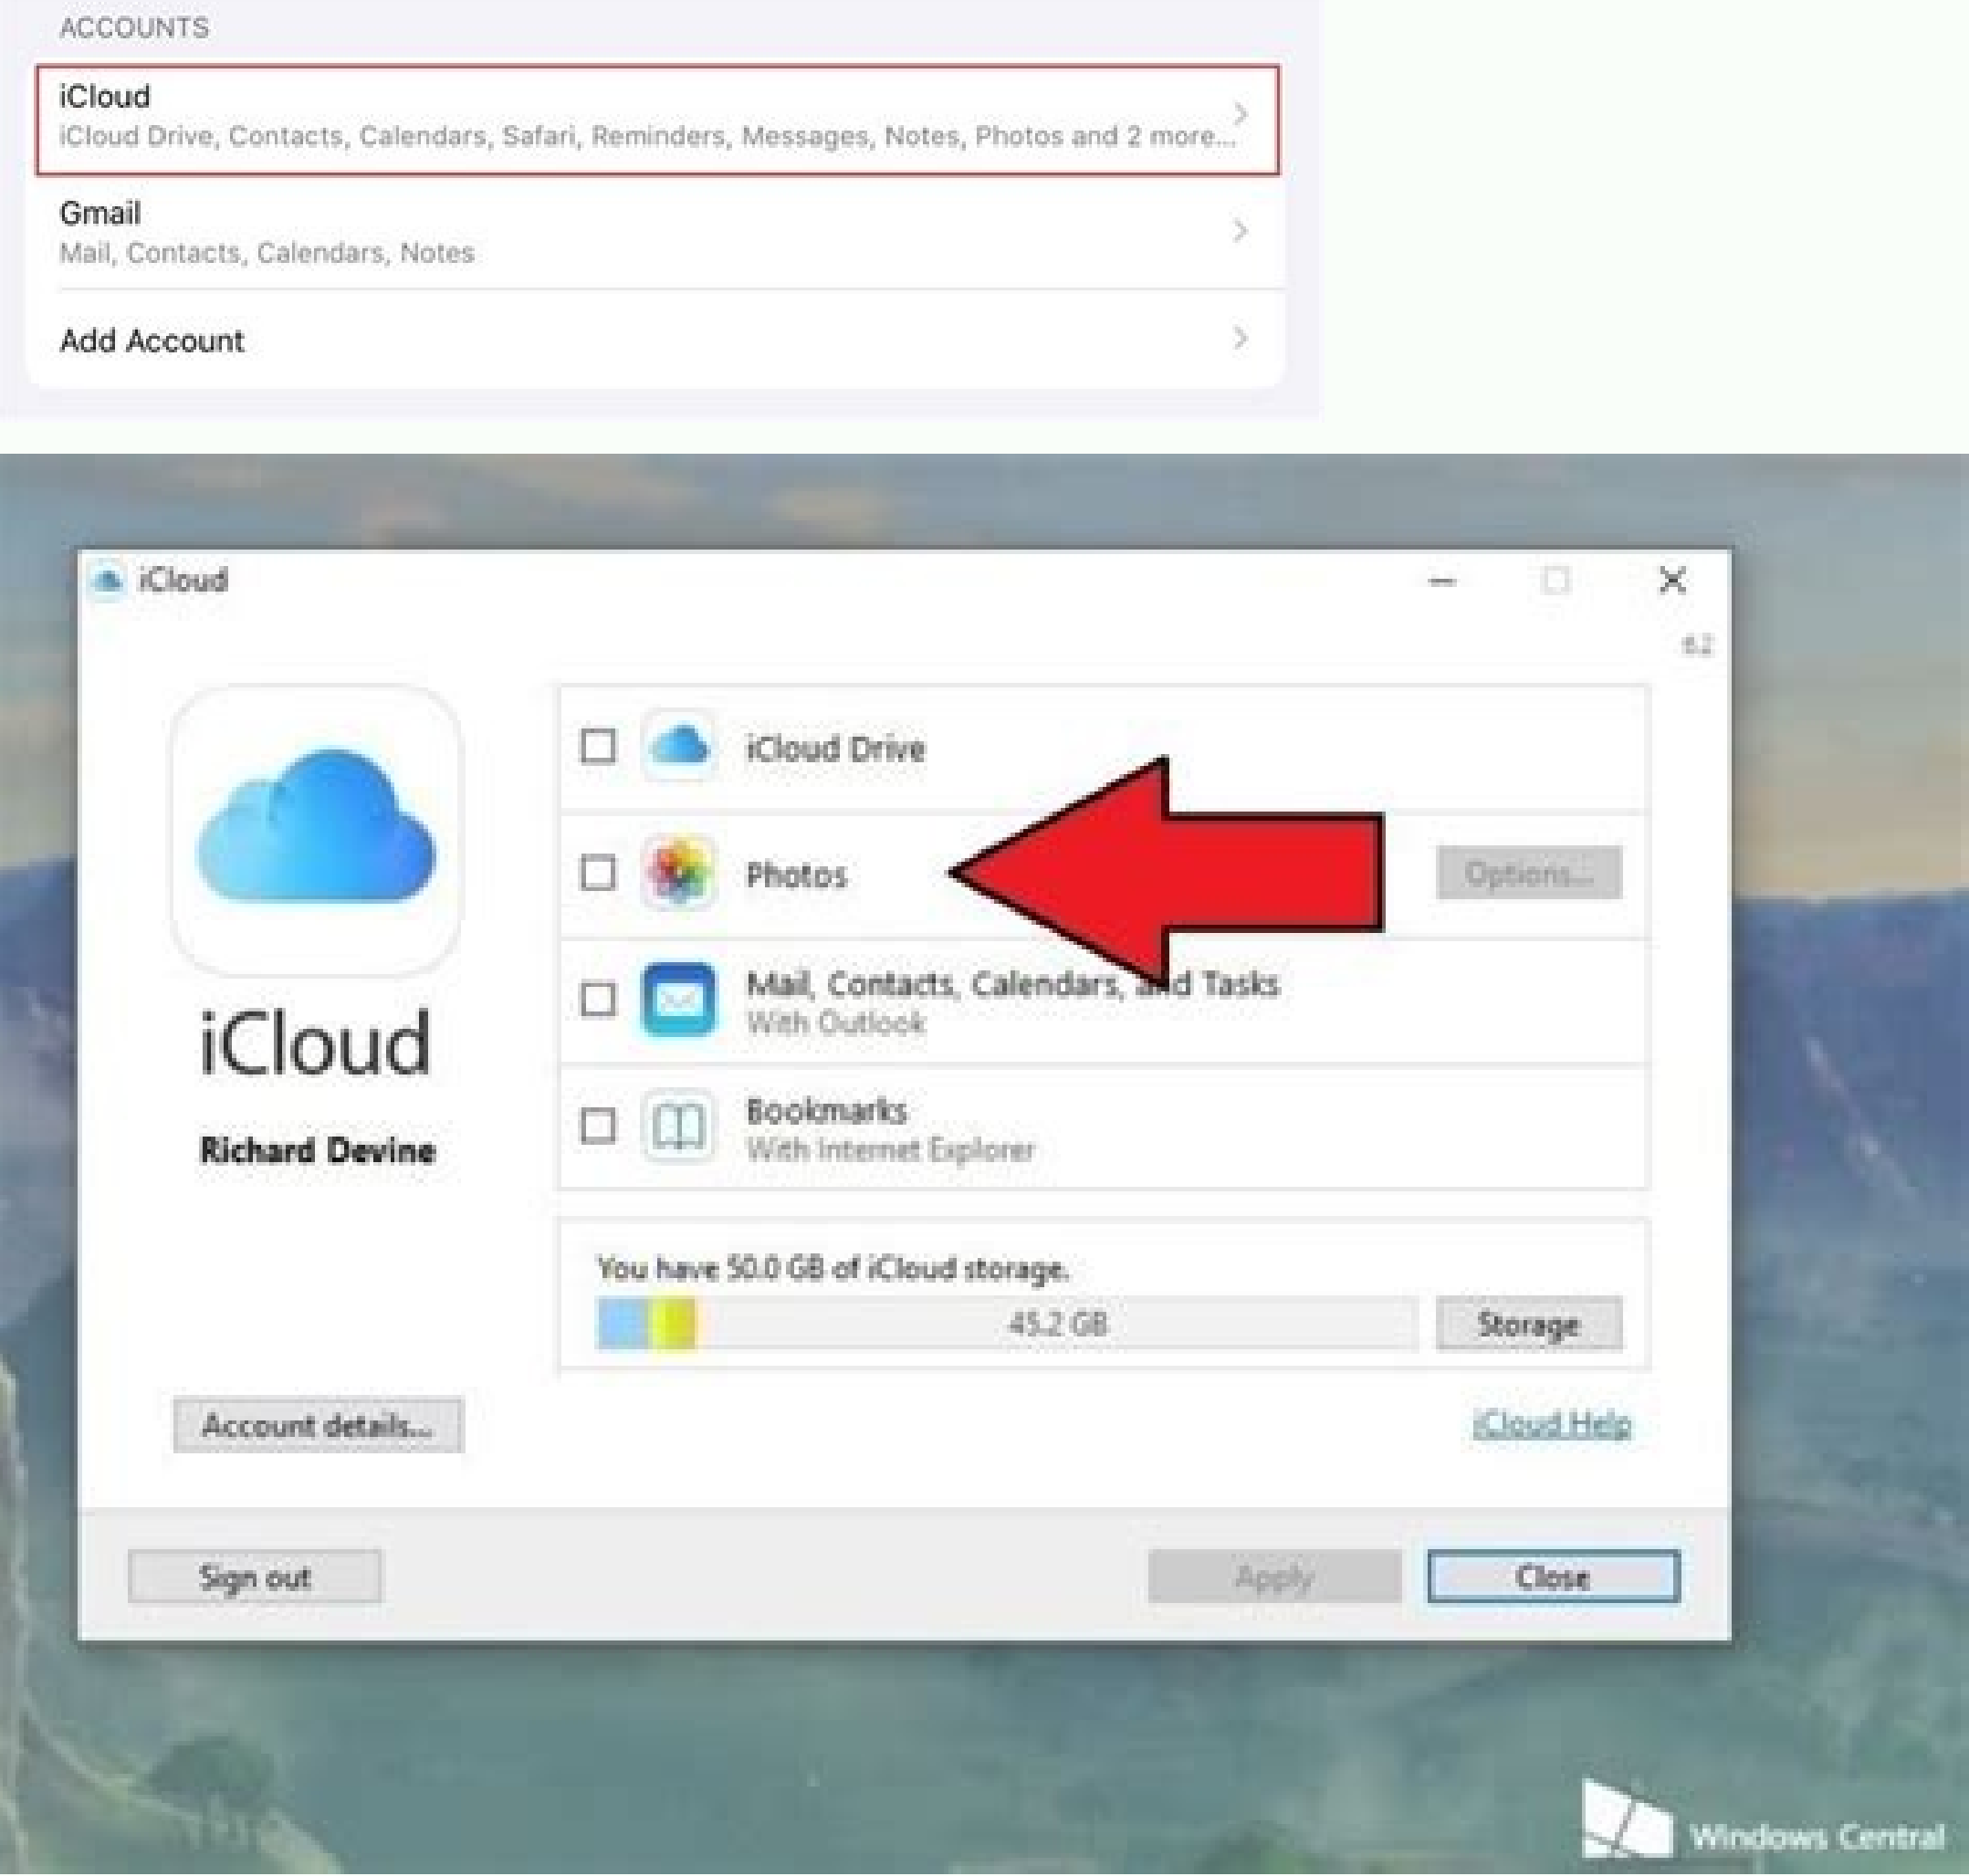 ACCOUNTS
iCloud
iCloud Drive, Contacts, Calendars, Safari, Reminders, Messages, Notes, Photos and 2 more...
Gmail
Mail, Contacts, Calendars, Notes
Add Account
iCloud
6.2
iCloud Drive
Photos
Options...
Mail, Contacts, Calendars, and Tasks
With Outlook
iCloud
Bookmarks
With Internet Explorer
Richard Devine
You have 50.0 GB of iCloud storage.
45.2 GB
Storage
Account details...
iCloud Help
Sign out
Apply
Close
Windows Central